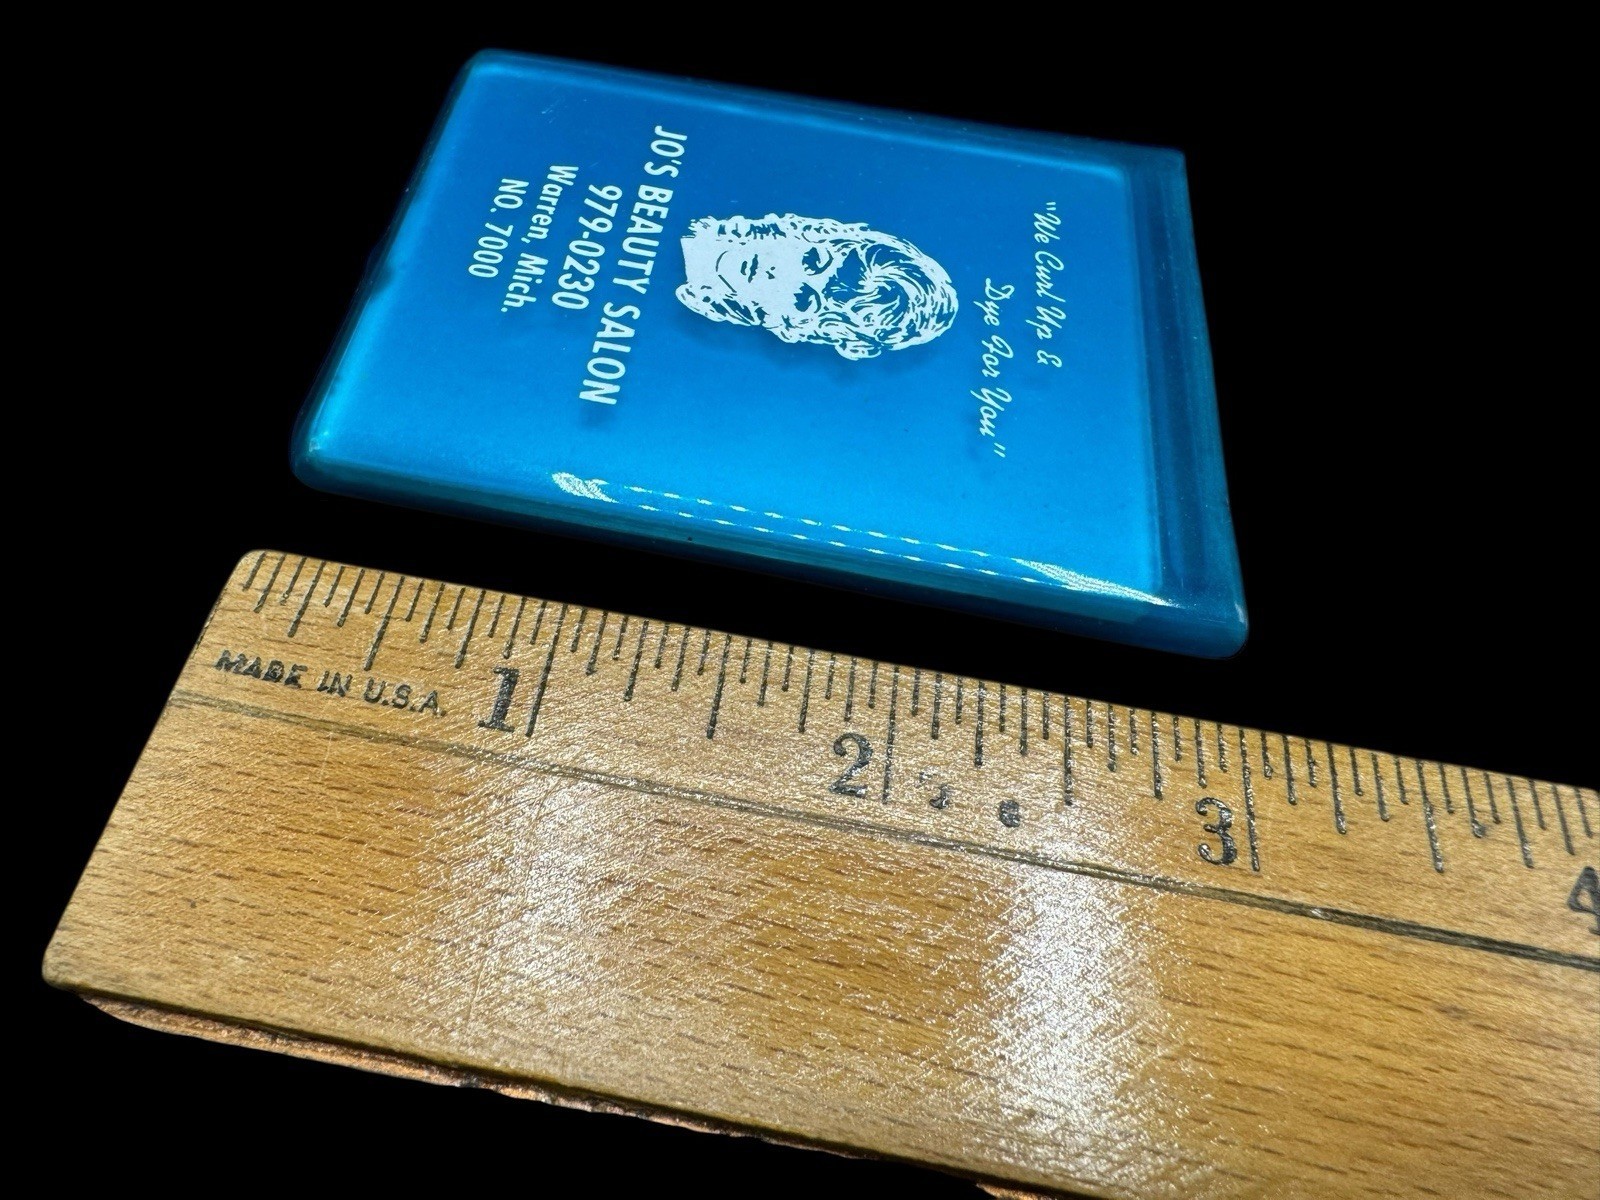 "We Curl Up &
Dye For You"
JO'S BEAUTY SALON
979-0230
Warren, Mich.
NO. 7000
MADE IN U.S.A.
1
2
3
4